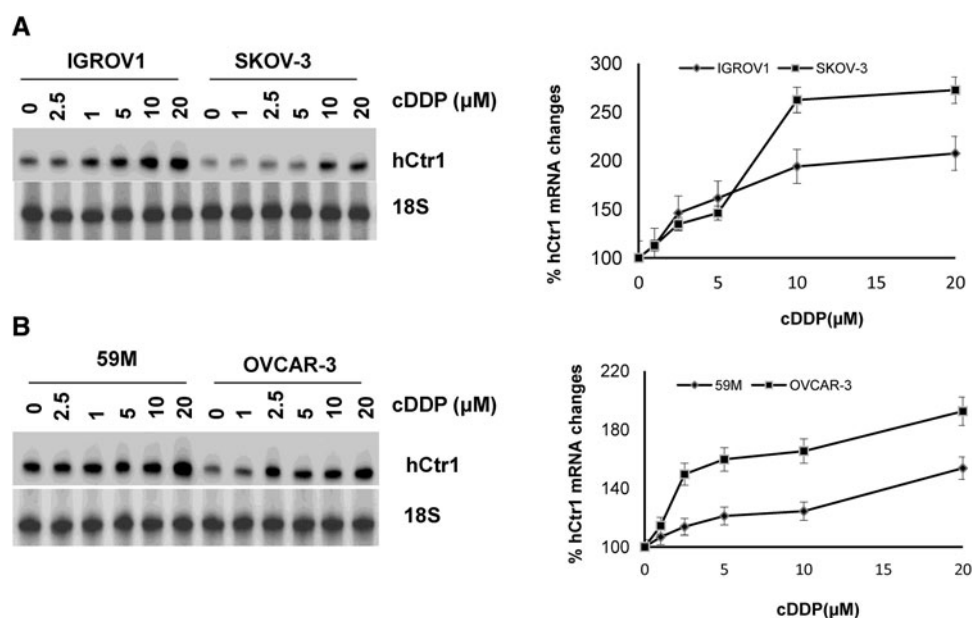 A
IGROV1 SKOV-3
0 2.5 1 5 10 20 0 1 2.5 5 10 20 cDDP (µM)
hCtr1
18S
% hCtr1 mRNA changes
300
250
200
150
100
IGROV1 SKOV-3
0 5 10 15 20
cDDP(µM)
B
59M OVCAR-3
0 2.5 1 5 10 20 0 1 2.5 5 10 20 cDDP (µM)
hCtr1
18S
% hCtr1 mRNA changes
220
180
140
100
59M OVCAR-3
0 5 10 15 20
cDDP(µM)